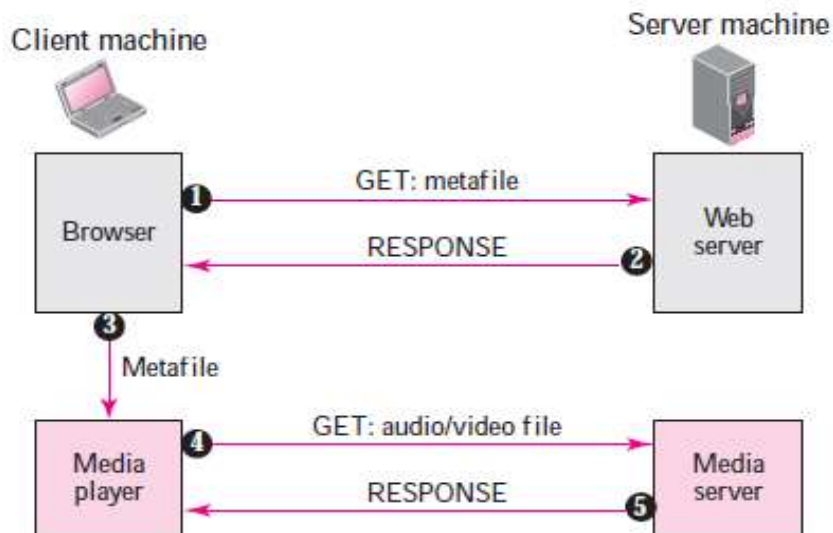 Client machine
Server machine
Browser
1
GET: metafile
Web
server
RESPONSE
2
3
Metafile
Media
player
4
GET: audio/video file
Media
server
RESPONSE
5